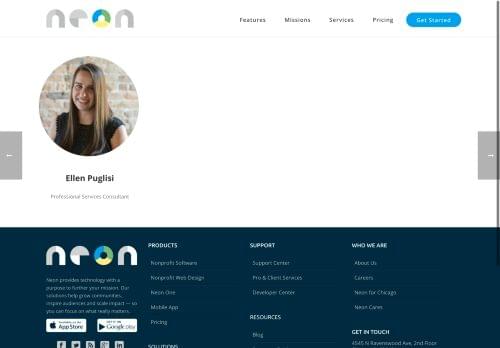 neon
Features
Missions
Services
Pricing
Get Started
←
→
Ellen Puglisi
Professional Services Consultant
neon
Neon provides technology with a
purpose to further your mission. Our
solutions help grow communities,
inspire audiences and scale impact — so
you can focus on what really matters.
App Store
Google play
PRODUCTS
Nonprofit Software
Nonprofit Web Design
Neon One
Mobile App
Pricing
SOLUTIONS
SUPPORT
Support Center
Pro & Client Services
Developer Center
RESOURCES
Blog
WHO WE ARE
About Us
Careers
Neon for Chicago
Neon Cares
GET IN TOUCH
4545 N Ravenswood Ave, 2nd Floor